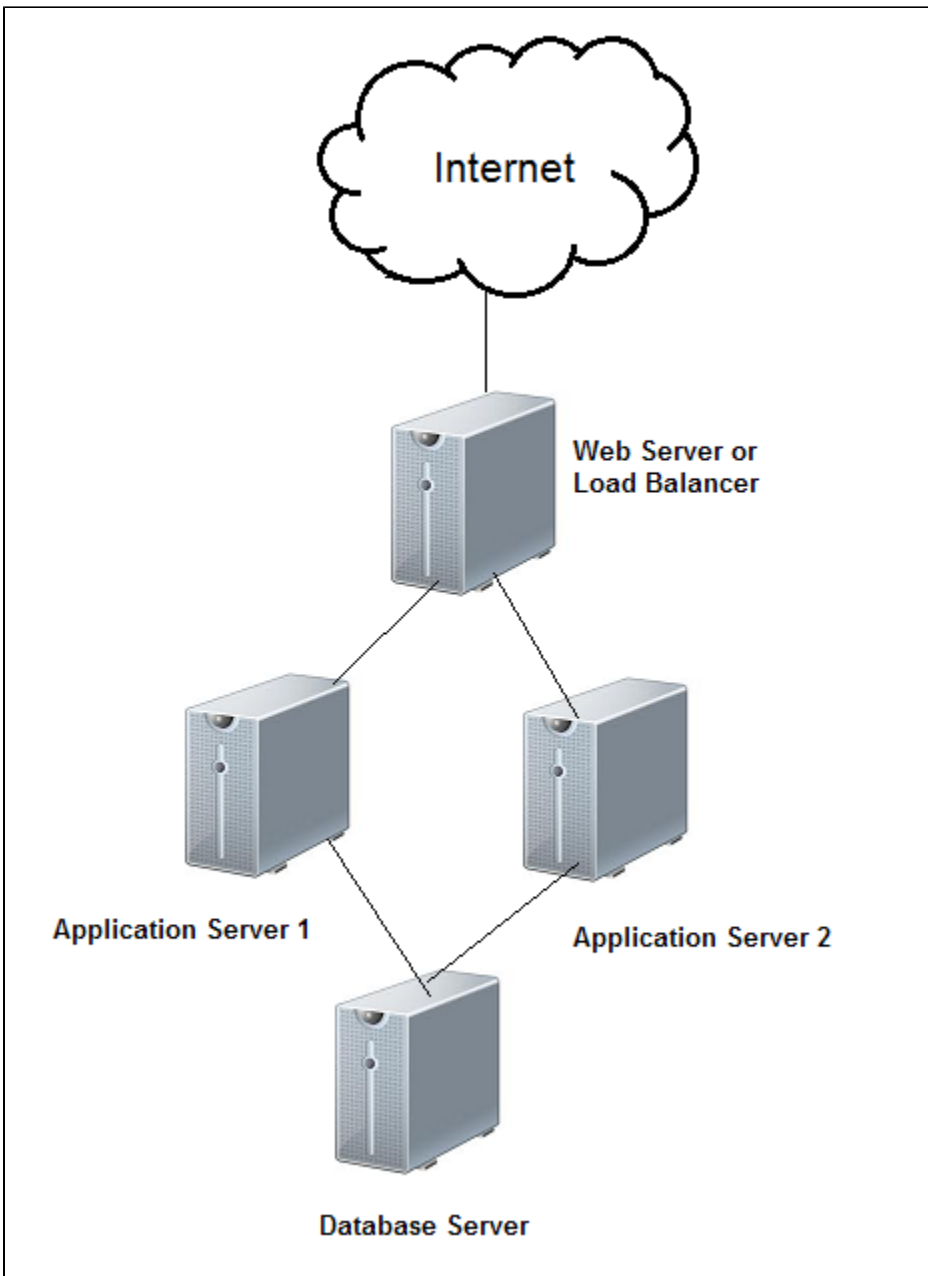 Internet
Web Server or
Load Balancer
Application Server 1
Application Server 2
Database Server